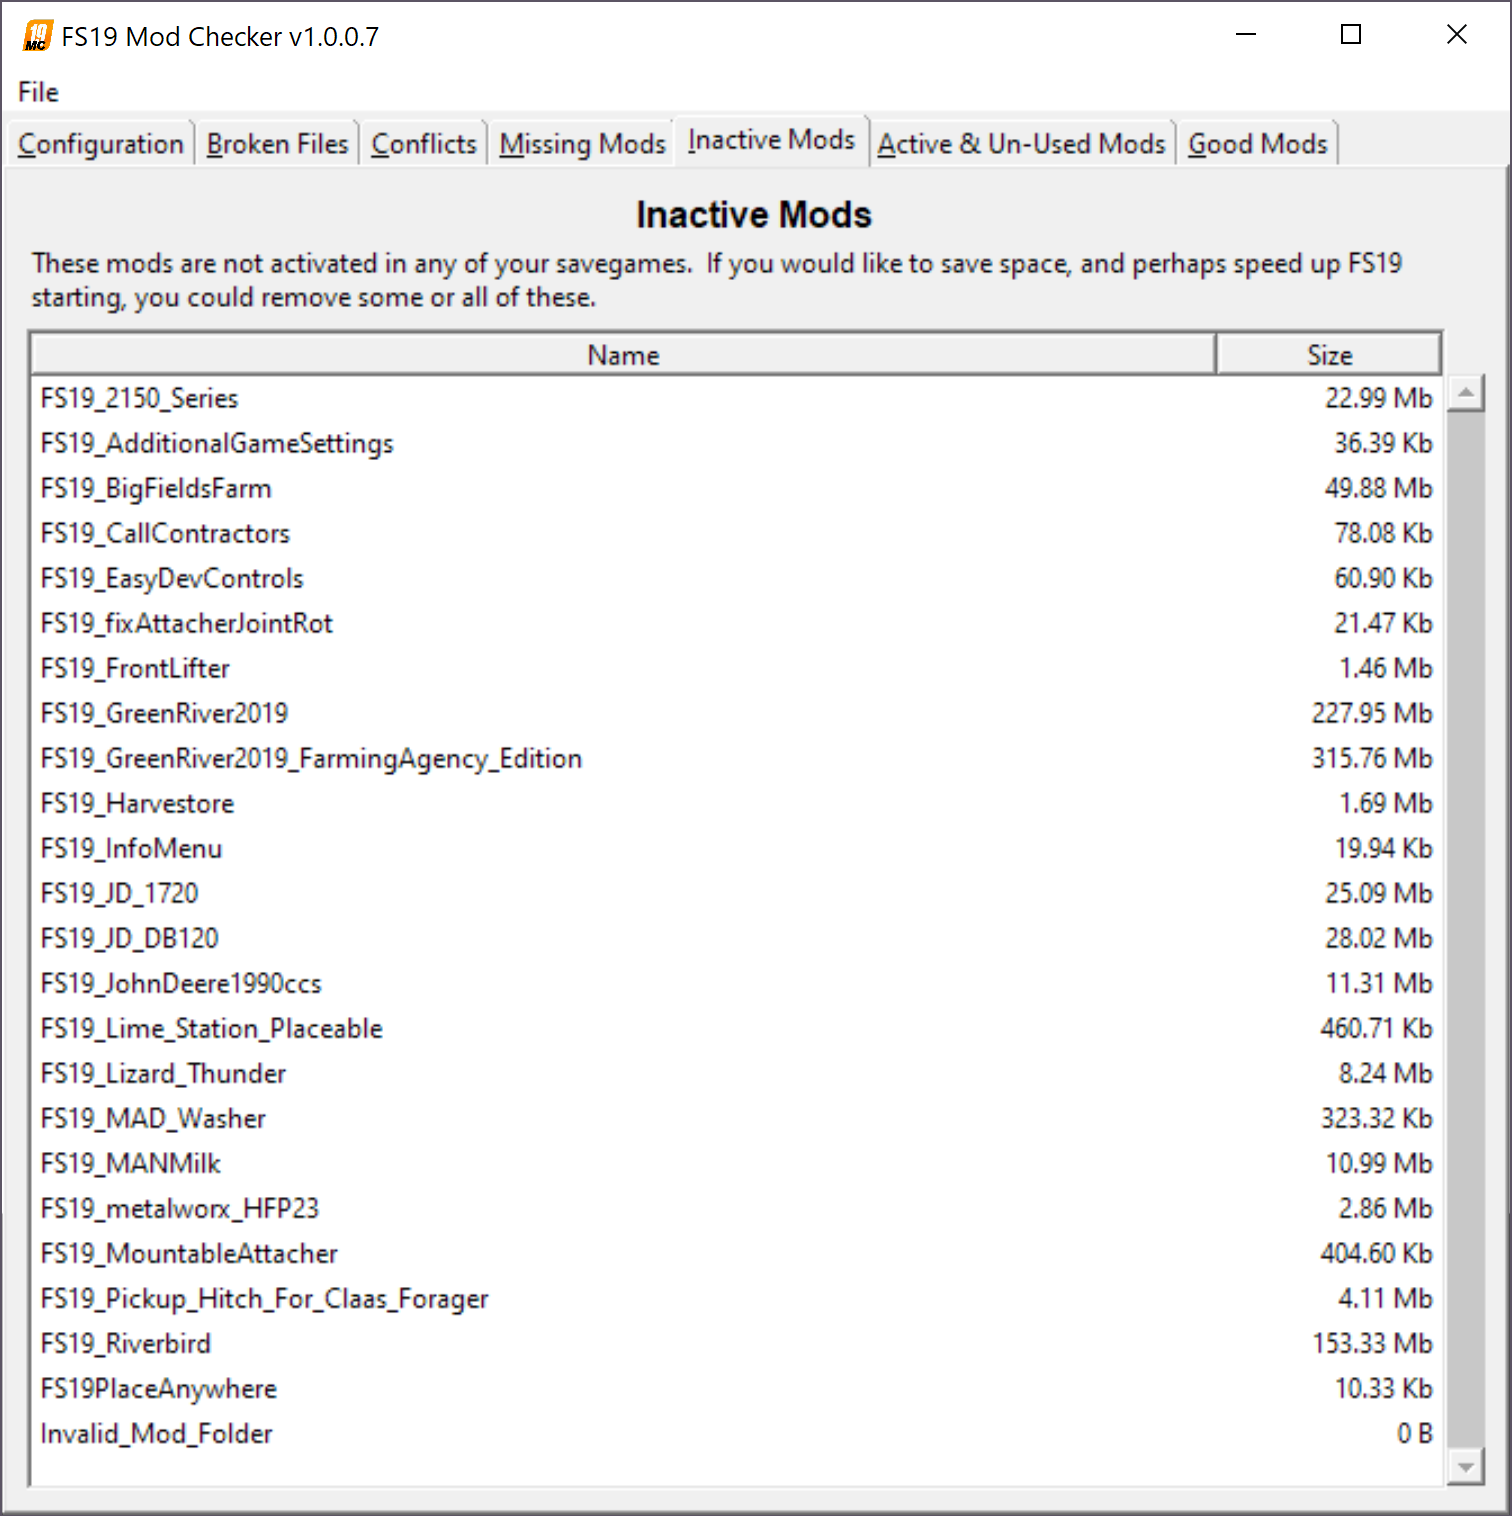 19
MC
FS19 Mod Checker v1.0.0.7
File
Configuration Broken Files Conflicts Missing Mods Inactive Mods Active & Un-Used Mods Good Mods
Inactive Mods
These mods are not activated in any of your savegames.  If you would like to save space, and perhaps speed up FS19
starting, you could remove some or all of these.
Name Size
FS19_2150_Series 22.99 Mb
FS19_AdditionalGameSettings 36.39 Kb
FS19_BigFieldsFarm 49.88 Mb
FS19_CallContractors 78.08 Kb
FS19_EasyDevControls 60.90 Kb
FS19_fixAttacherJointRot 21.47 Kb
FS19_FrontLifter 1.46 Mb
FS19_GreenRiver2019 227.95 Mb
FS19_GreenRiver2019_FarmingAgency_Edition 315.76 Mb
FS19_Harvestore 1.69 Mb
FS19_InfoMenu 19.94 Kb
FS19_JD_1720 25.09 Mb
FS19_JD_DB120 28.02 Mb
FS19_JohnDeere1990ccs 11.31 Mb
FS19_Lime_Station_Placeable 460.71 Kb
FS19_Lizard_Thunder 8.24 Mb
FS19_MAD_Washer 323.32 Kb
FS19_MANMilk 10.99 Mb
FS19_metalworx_HFP23 2.86 Mb
FS19_MountableAttacher 404.60 Kb
FS19_Pickup_Hitch_For_Claas_Forager 4.11 Mb
FS19_Riverbird 153.33 Mb
FS19PlaceAnywhere 10.33 Kb
Invalid_Mod_Folder 0 B